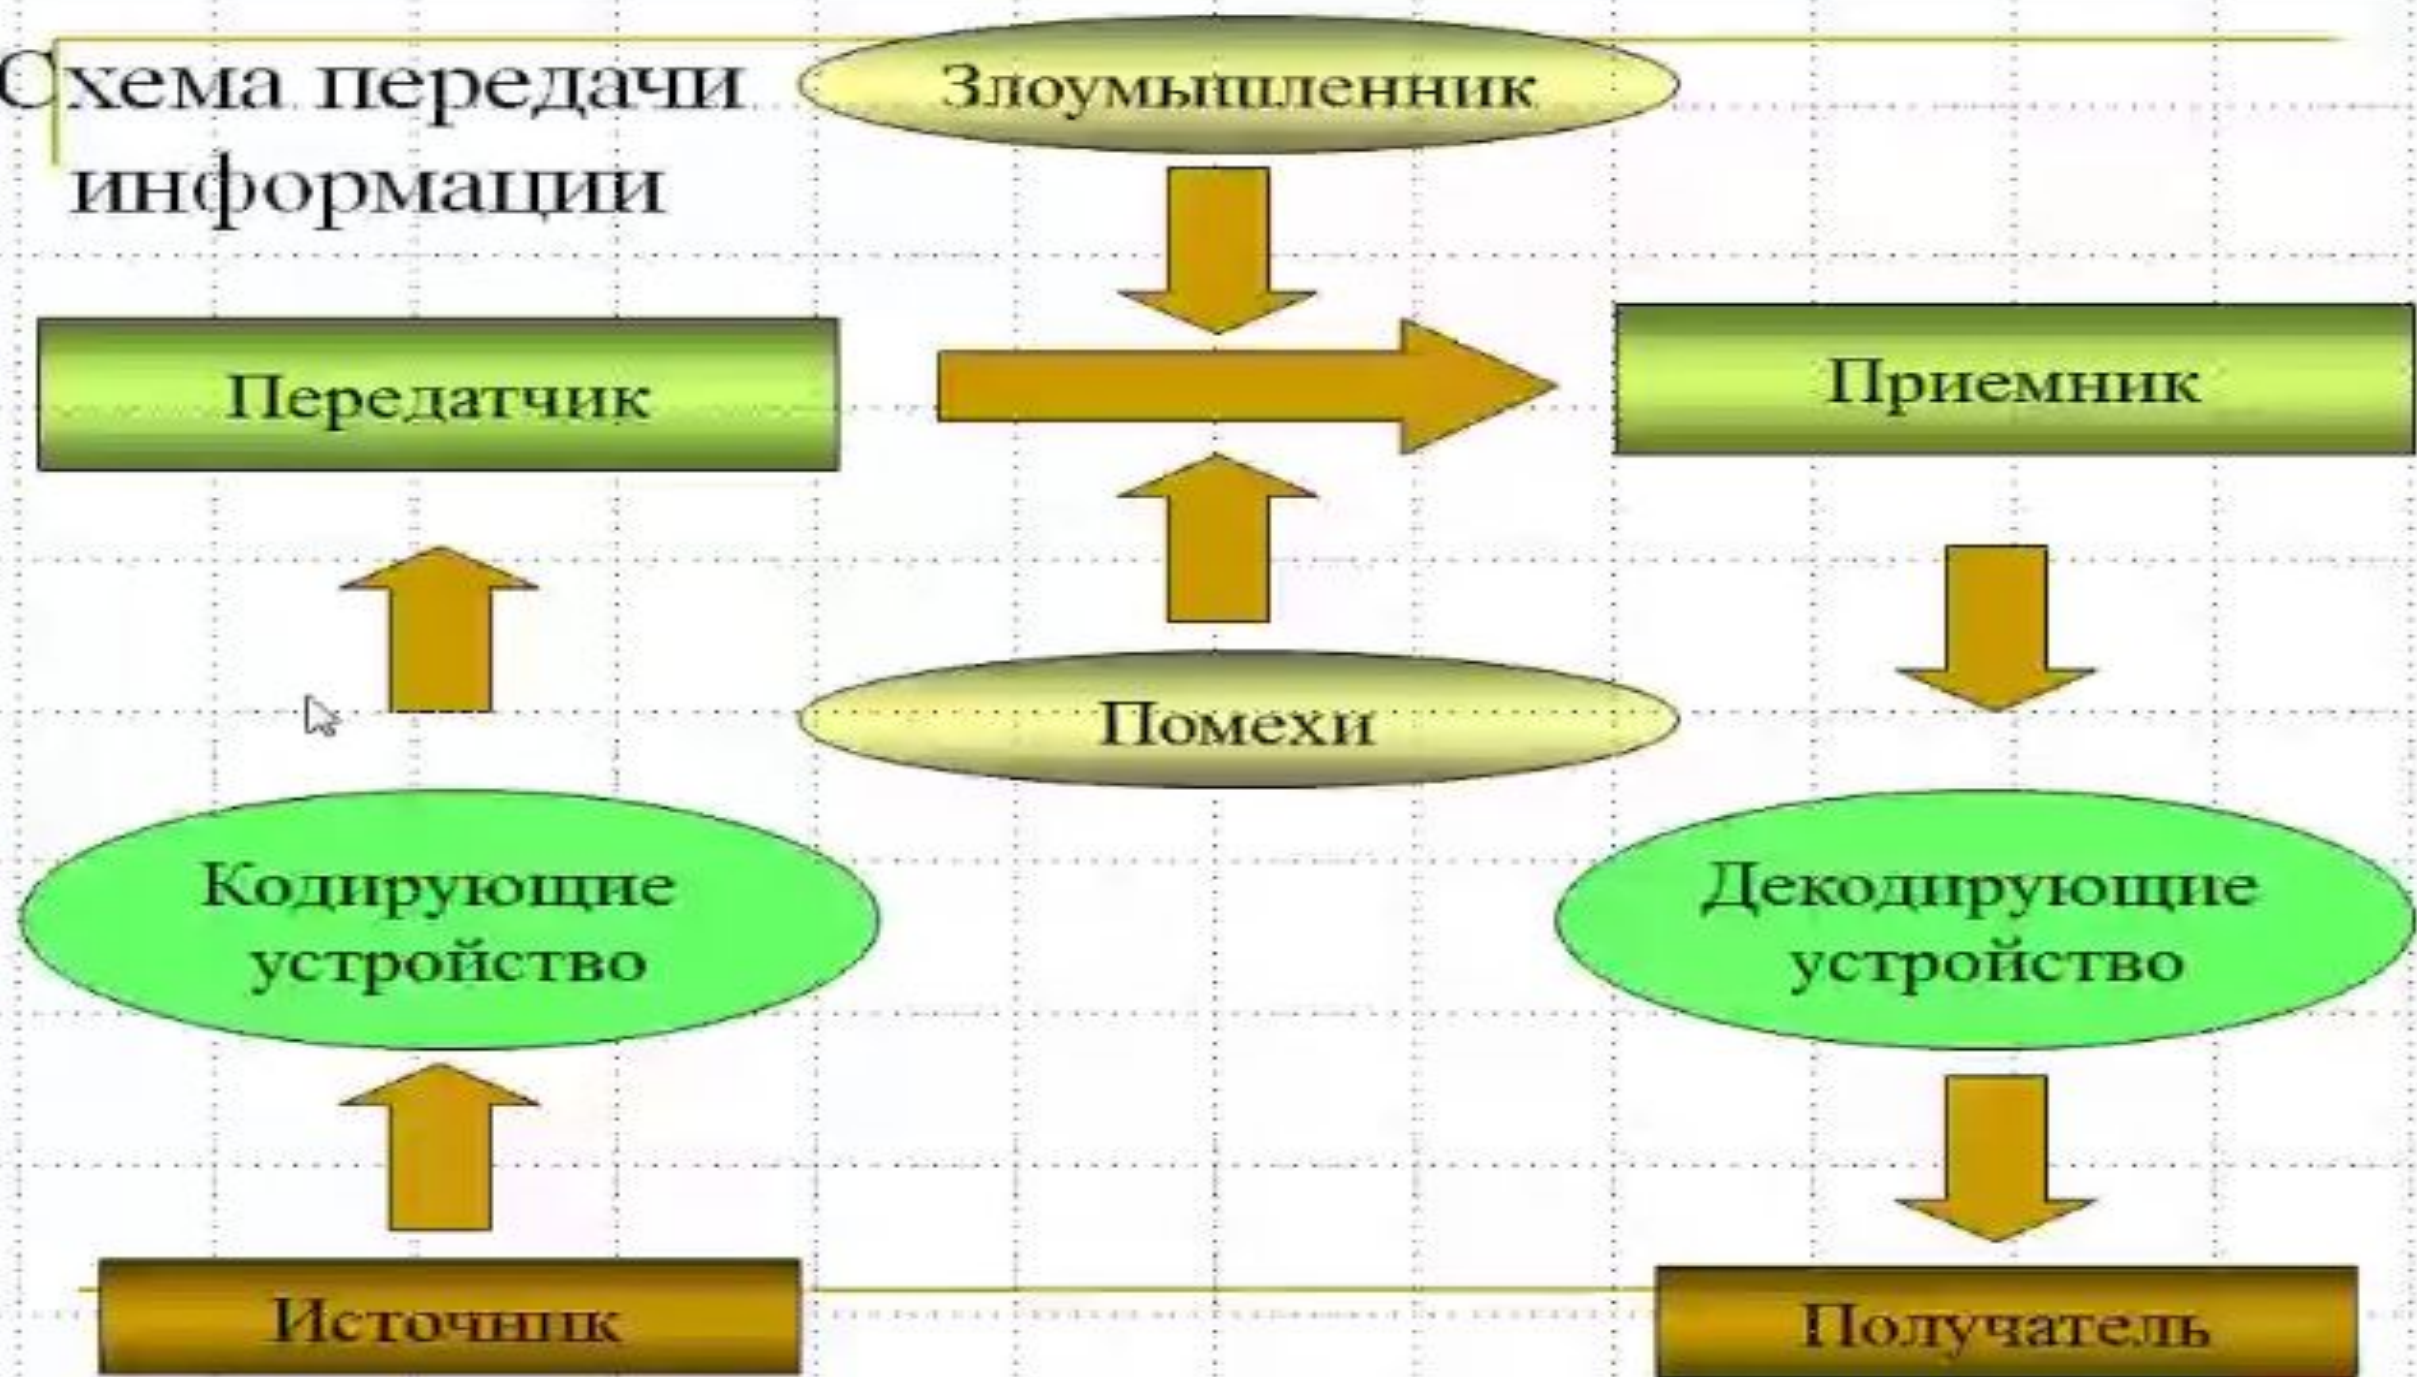 Схема передачи
информации
Злоумышленник
Передатчик
Приемник
Помехи
Кодирующие
устройство
Декодирующие
устройство
Источник
Получатель